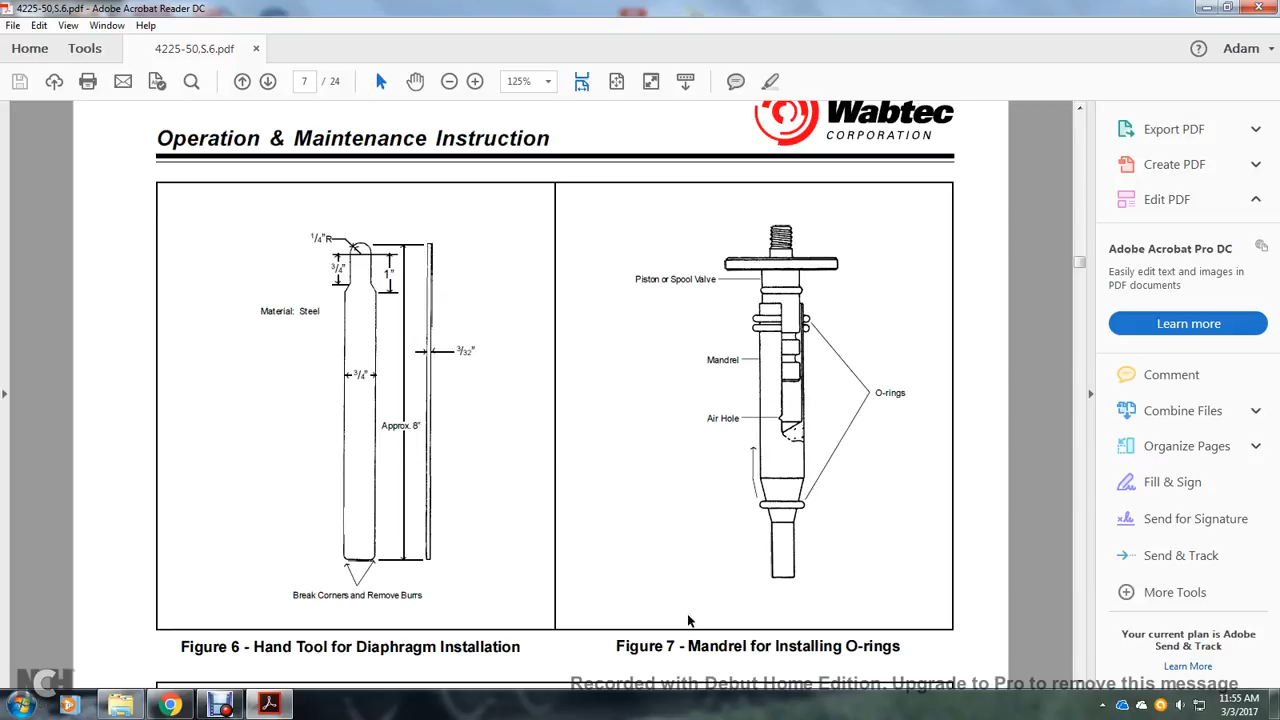 4225-50,S.6.pdf - Adobe Acrobat Reader DC
File Edit View Window Help
Home Tools 4225-50,S.6.pdf × Adam
7 / 24 125%
Wabtec
CORPORATION
Operation & Maintenance Instruction
1/4"R
3/4"
1"
Material: Steel
3/32"
3/4"
Approx. 8"
Break Corners and Remove Burrs
Figure 6 - Hand Tool for Diaphragm Installation
Piston or Spool Valve
Mandrel
O-rings
Air Hole
Figure 7 - Mandrel for Installing O-rings
Export PDF
Create PDF
Edit PDF
Adobe Acrobat Pro DC
Easily edit text and images in
PDF documents
Learn more
Comment
Combine Files
Organize Pages
Fill & Sign
Send for Signature
Send & Track
More Tools
Your current plan is Adobe
Send & Track
Learn More
NCH
Recorded with Debut Home Edition. Upgrade to Pro to remove this message
11:55 AM
3/3/2017